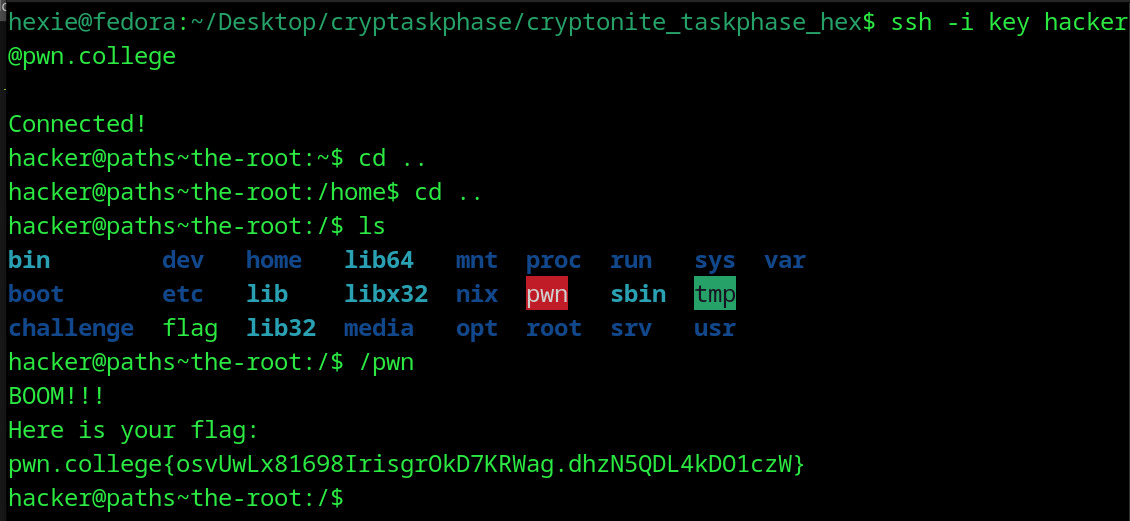 hexie@fedora:~/Desktop/cryptaskphase/cryptonite_taskphase_hex$ ssh -i key hacker
@pwn.college
Connected!
hacker@paths~the-root:~$ cd ..
hacker@paths~the-root:/home$ cd ..
hacker@paths~the-root:/$ ls
bin dev home lib64 mnt proc run sys var
boot etc lib libx32 nix pwn sbin tmp
challenge flag lib32 media opt root srv usr
hacker@paths~the-root:/$ /pwn
BOOM!!!
Here is your flag:
pwn.college{osvUwLx81698IrisgrOkD7KRWag.dhzN5QDL4kDO1czW}
hacker@paths~the-root:/$